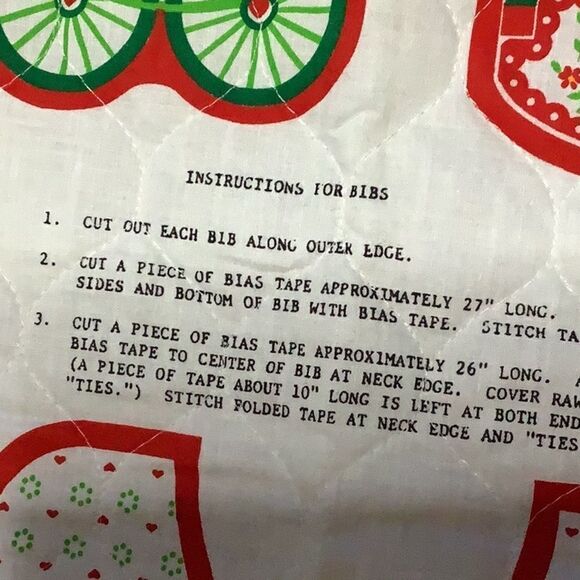 INSTRUCTIONS FOR BIBS
1. CUT OUT EACH BIB ALONG OUTER EDGE.
2. CUT A PIECE OF BIAS TAPE APPROXIMATELY 27" LONG.
SIDES AND BOTTOM OF BIB WITH BIAS TAPE. STITCH TA
3. CUT A PIECE OF BIAS TAPE APPROXIMATELY 26" LONG.
BIAS TAPE TO CENTER OF BIB AT NECK EDGE. COVER RAW
(A PIECE OF TAPE ABOUT 10" LONG IS LEFT AT BOTH END
"TIES.") STITCH FOLDED TAPE AT NECK EDGE AND "TIES